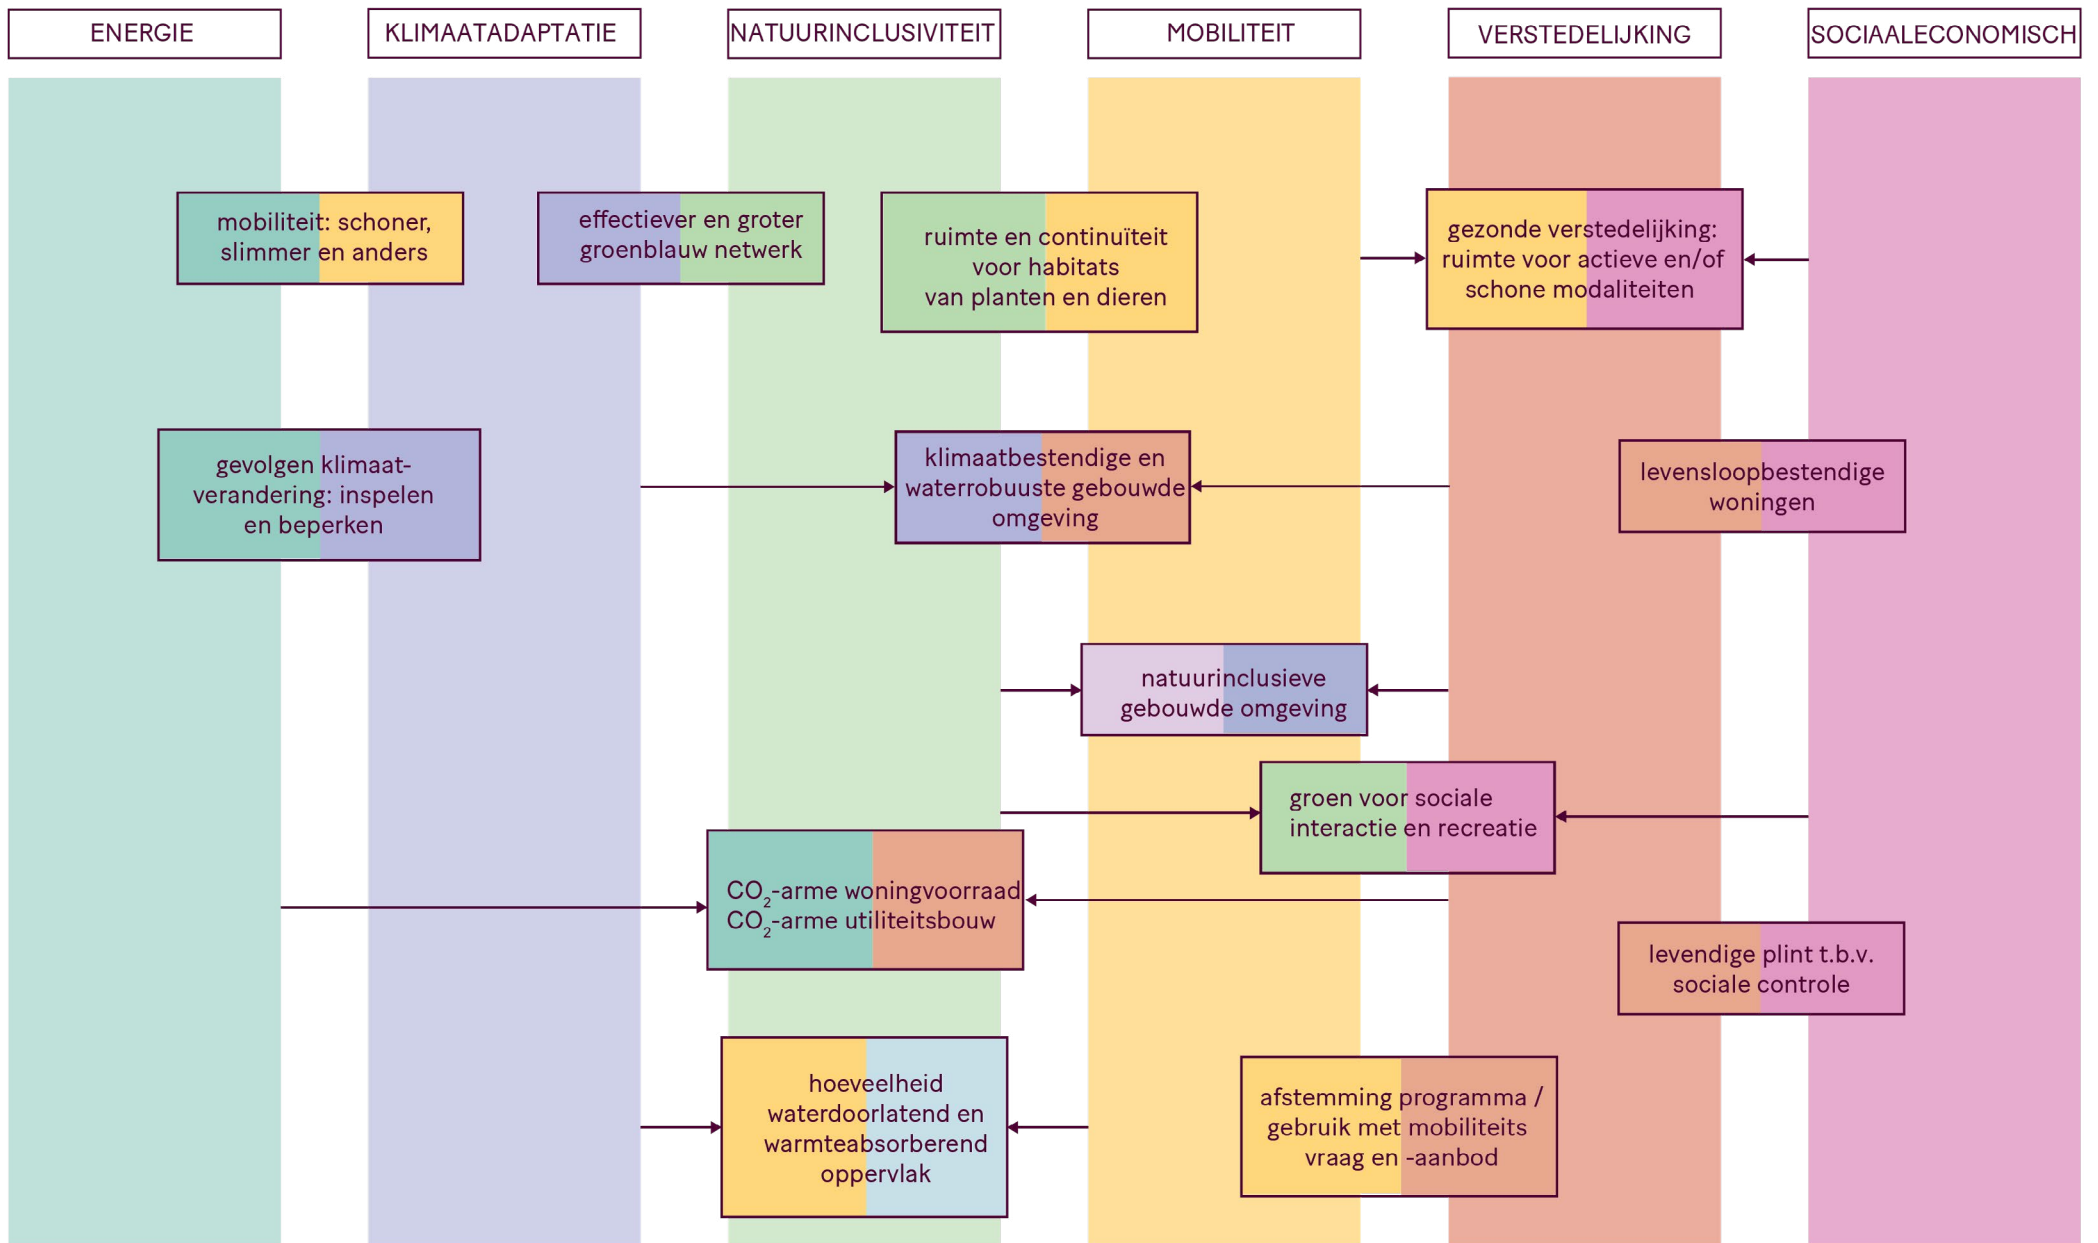 ENERGIE
KLIMAATADAPTATIE
NATUURINCLUSIVITEIT
MOBILITEIT
VERSTEDELIJKING
SOCIAALECONOMISCH
mobiliteit: schoner,
slimmer en anders
effectiever en groter
groenblauw netwerk
ruimte en continuïteit
voor habitats
van planten en dieren
gezonde verstedelijking:
ruimte voor actieve en/of
schone modaliteiten
gevolgen klimaat-
verandering: inspelen
en beperken
klimaatbestendige en
waterrobuuste gebouwde
omgeving
levensloopbestendige
woningen
natuurinclusieve
gebouwde omgeving
groen voor sociale
interactie en recreatie
CO₂-arme woningvoorraad
CO₂-arme utiliteitsbouw
levendige plint t.b.v.
sociale controle
hoeveelheid
waterdoorlatend en
warmteabsorberend
oppervlak
afstemming programma /
gebruik met mobiliteits
vraag en -aanbod